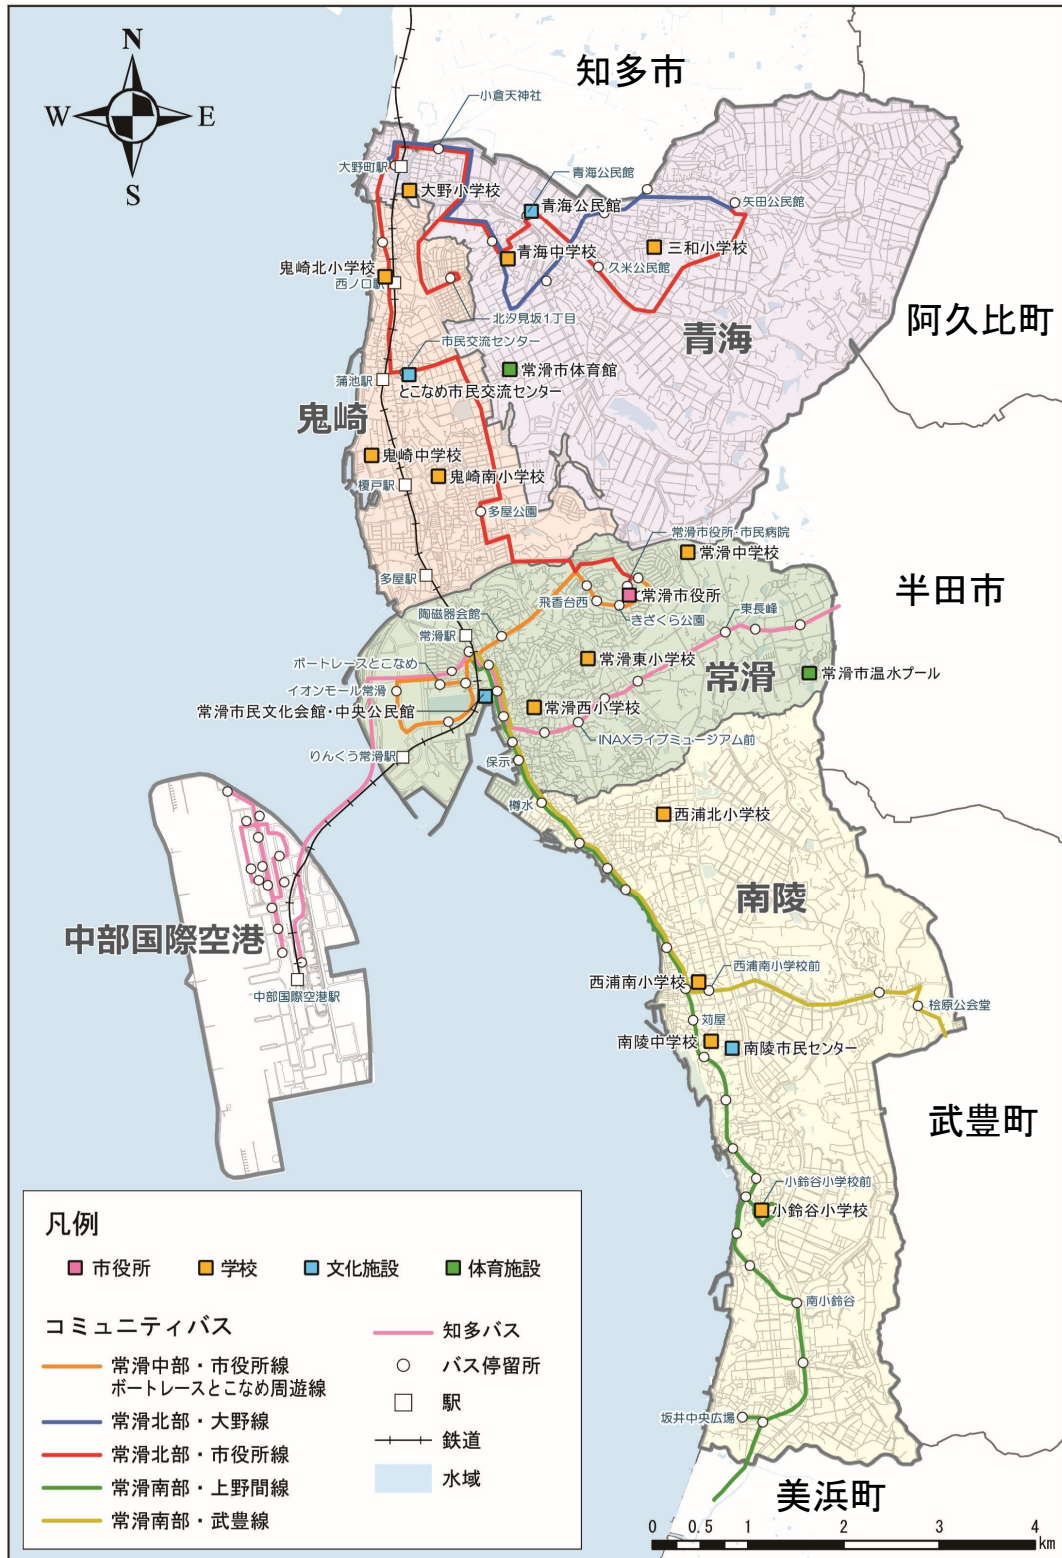 N
W
E
S
知多市
小倉天神社
大野町駅
大野小学校
青海公民館
青海公民館
矢田公民館
青海中学校
三和小学校
久米公民館
鬼崎北小学校
西ノ口駅
北汐見坂1丁目
青海
阿久比町
市民交流センター
蒲池駅
とこなめ市民交流センター
常滑市体育館
鬼崎
鬼崎中学校
鬼崎南小学校
榎戸駅
多屋公園
常滑市役所・市民病院
常滑中学校
多屋駅
飛香台西
常滑市役所
きざくら公園
東長峰
半田市
陶磁器会館
常滑駅
ボートレースとこなめ
常滑東小学校
常滑
常滑市温水プール
イオンモール常滑
常滑市民文化会館・中央公民館
常滑西小学校
INAXライブミュージアム前
りんくう常滑駅
保示
樽水
西浦北小学校
南陵
中部国際空港
中部国際空港駅
西浦南小学校
西浦南小学校前
桧原公会堂
苅屋
南陵中学校
南陵市民センター
武豊町
小鈴谷小学校前
小鈴谷小学校
南小鈴谷
坂井中央広場
美浜町
凡例
市役所 学校 文化施設 体育施設
コミュニティバス
常滑中部・市役所線
ボートレースとこなめ周遊線
常滑北部・大野線
常滑北部・市役所線
常滑南部・上野間線
常滑南部・武豊線
知多バス
バス停留所
駅
鉄道
水域
0 0.5 1 2 3 4
km